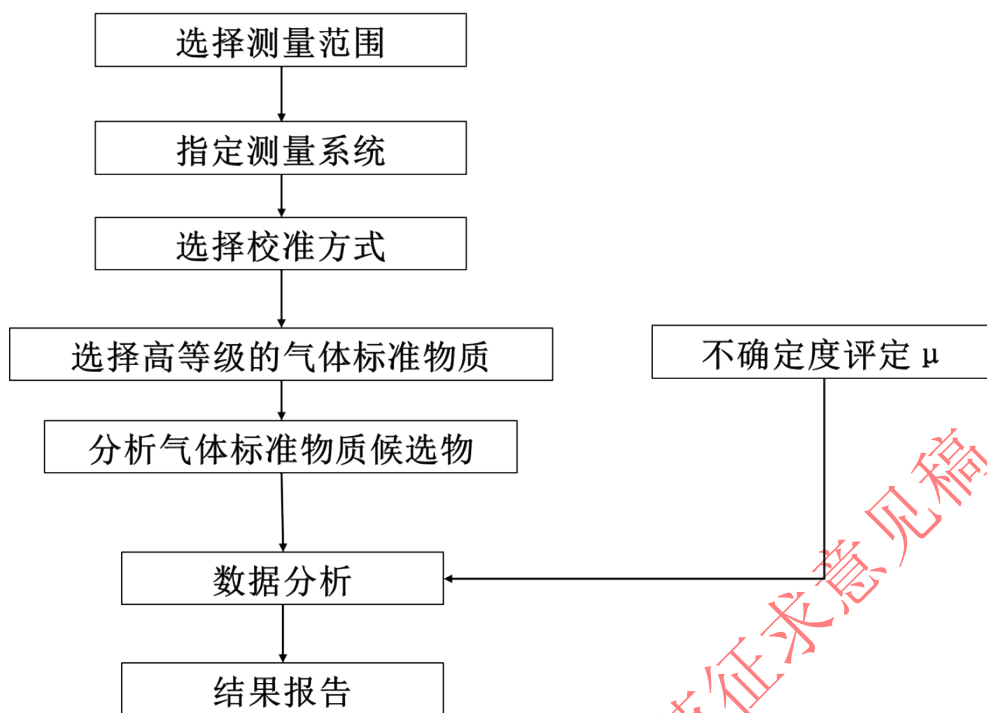 选择测量范围
指定测量系统
选择校准方式
选择高等级的气体标准物质
不确定度评定 μ
分析气体标准物质候选物
数据分析
结果报告
征求意见稿